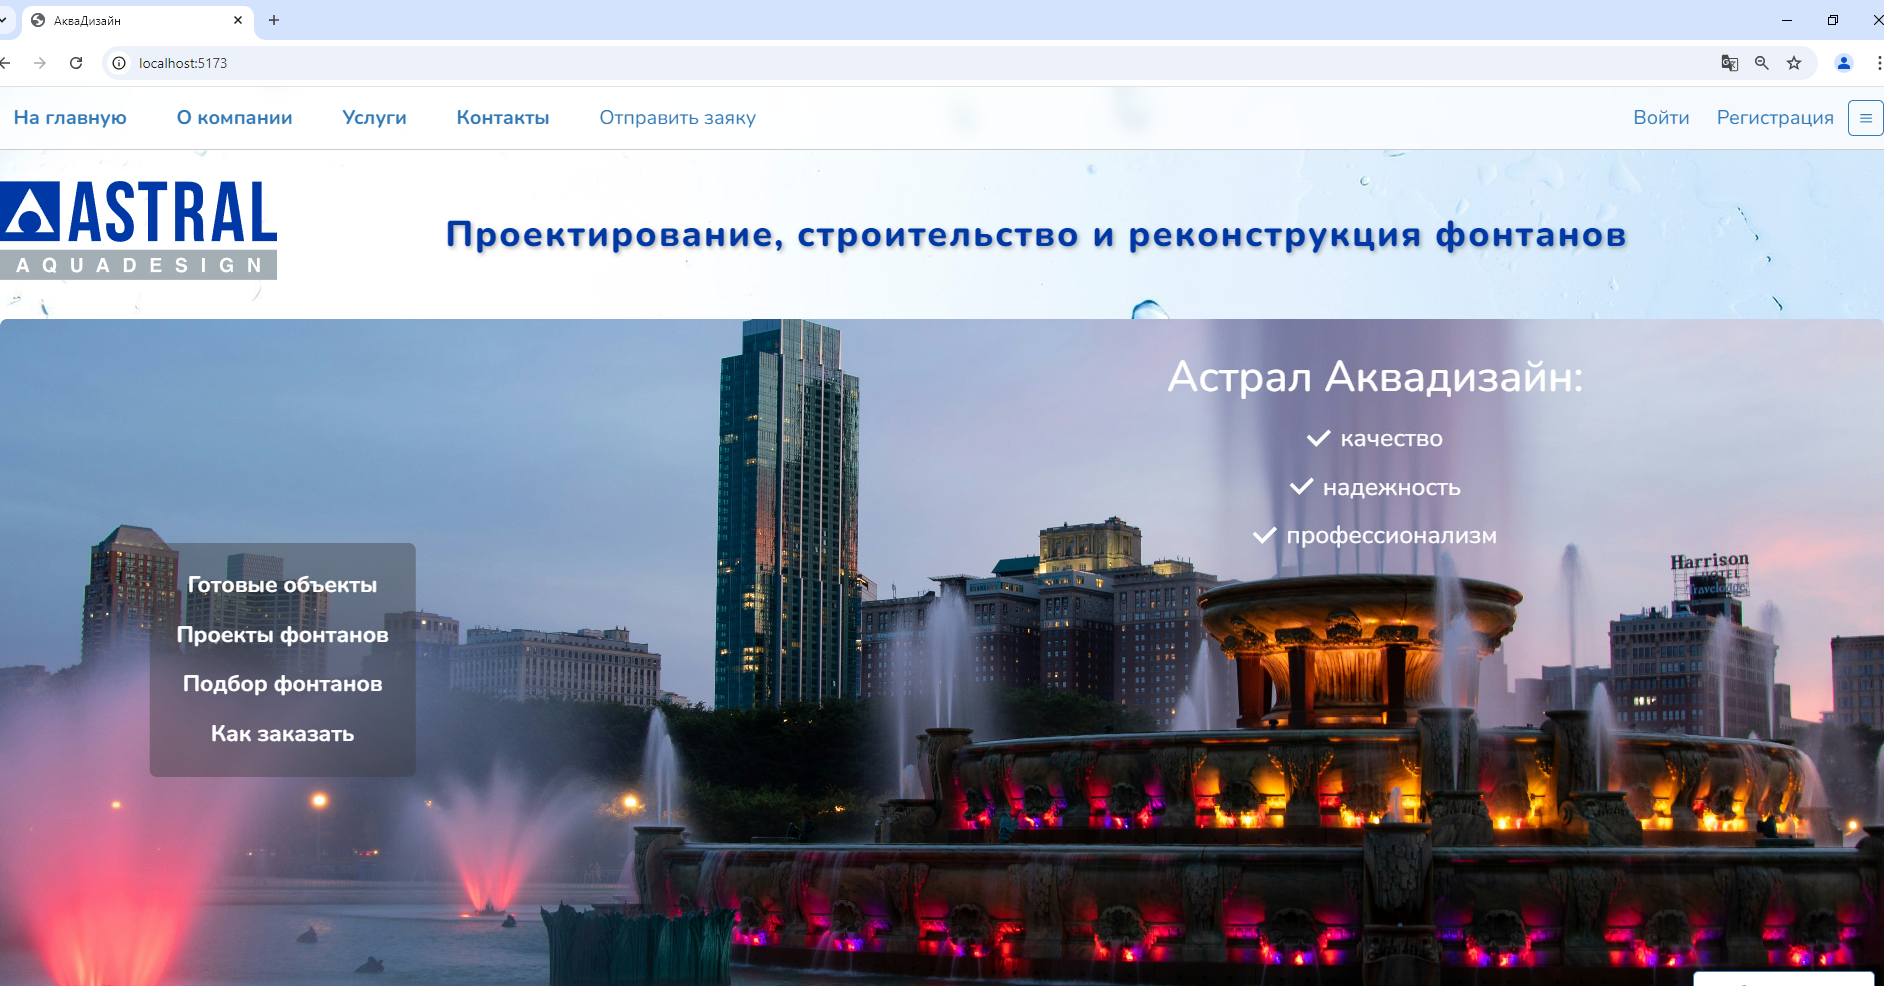 АкваДизайн
localhost:5173
На главную О компании Услуги Контакты Отправить заяку Войти Регистрация
ASTRAL
AQUADESIGN
Проектирование, строительство и реконструкция фонтанов
Астрал Аквадизайн:
качество
надежность
профессионализм
Harrison
HOTEL
Travelodge
Готовые объекты
Проекты фонтанов
Подбор фонтанов
Как заказать